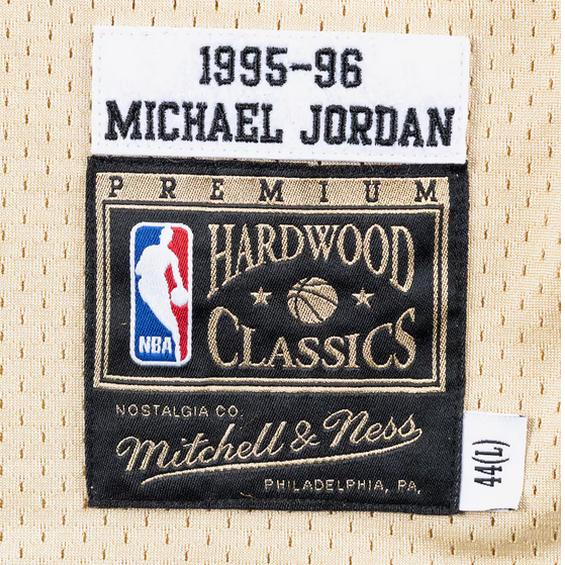 1995-96
MICHAEL JORDAN
PREMIUM
HARDWOOD
CLASSICS
NBA
NOSTALGIA CO.
Mitchell & Ness
PHILADELPHIA, PA.
44(L)